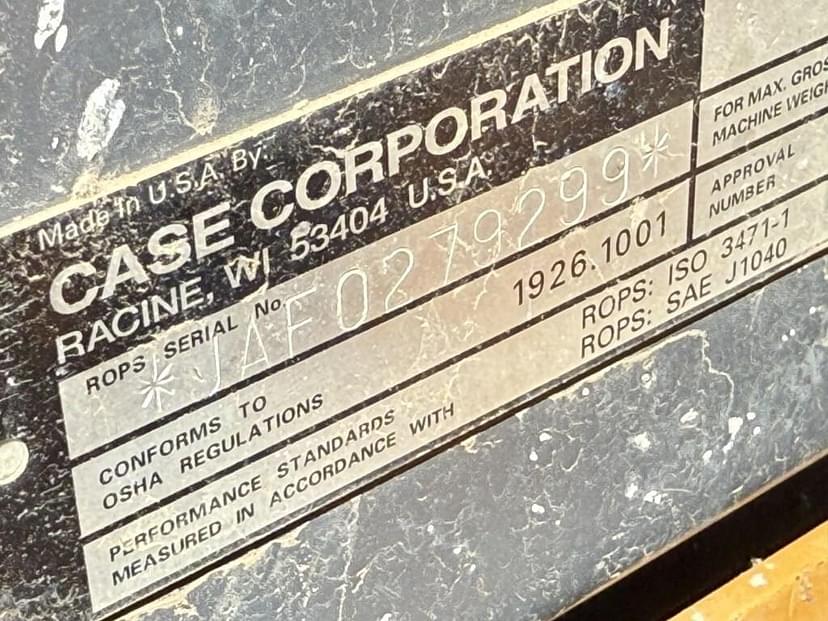 Made in U.S.A. By:
CASE CORPORATION
RACINE, WI 53404 U.S.A.
ROPS SERIAL No.
*JAF0279299*
CONFORMS TO
OSHA REGULATIONS
1926.1001
PERFORMANCE STANDARDS
MEASURED IN ACCORDANCE WITH
ROPS: ISO 3471-1
ROPS: SAE J1040
FOR MAX. GROS
MACHINE WEIGH
APPROVAL
NUMBER